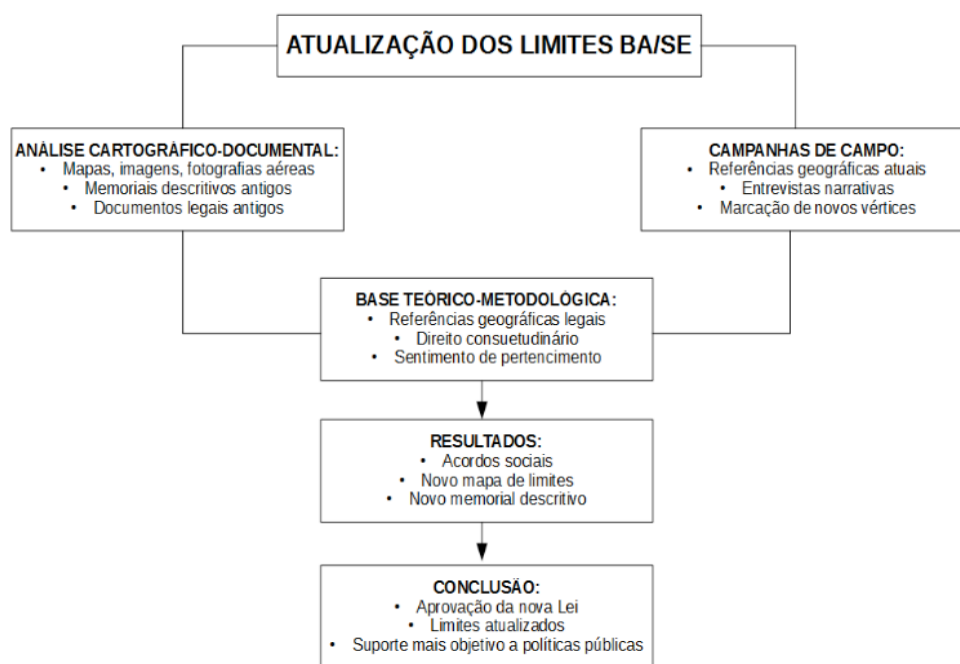 ATUALIZAÇÃO DOS LIMITES BA/SE
ANÁLISE CARTOGRÁFICO-DOCUMENTAL:
• Mapas, imagens, fotografias aéreas
• Memoriais descritivos antigos
• Documentos legais antigos
CAMPANHAS DE CAMPO:
• Referências geográficas atuais
• Entrevistas narrativas
• Marcação de novos vértices
BASE TEÓRICO-METODOLÓGICA:
• Referências geográficas legais
• Direito consuetudinário
• Sentimento de pertencimento
RESULTADOS:
• Acordos sociais
• Novo mapa de limites
• Novo memorial descritivo
CONCLUSÃO:
• Aprovação da nova Lei
• Limites atualizados
• Suporte mais objetivo a políticas públicas